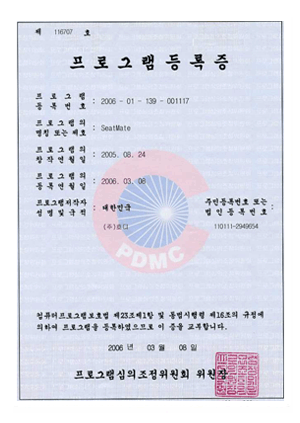 제 116707 호
프로그램등록증
프로그램
등록번호 : 2006 - 01 - 139 - 001117
프로그램의
명칭 또는 제호 : SeatMate
프로그램의
창작연월일 : 2005. 08. 24
프로그램의
등록연월일 : 2006. 03. 08
프로그램저작자
성명및국적 : 대한민국
주민등록번호 또는
법인등록번호 :
110111-2949654
PDMC
컴퓨터프로그램보호법 제23조제1항 및 동법시행령 제16조의 규정에
의하여 프로그램을 등록하였으므로 이 증을 교부합니다.
2006 년 03 월 08 일
프로그램심의조정위원회 위원장